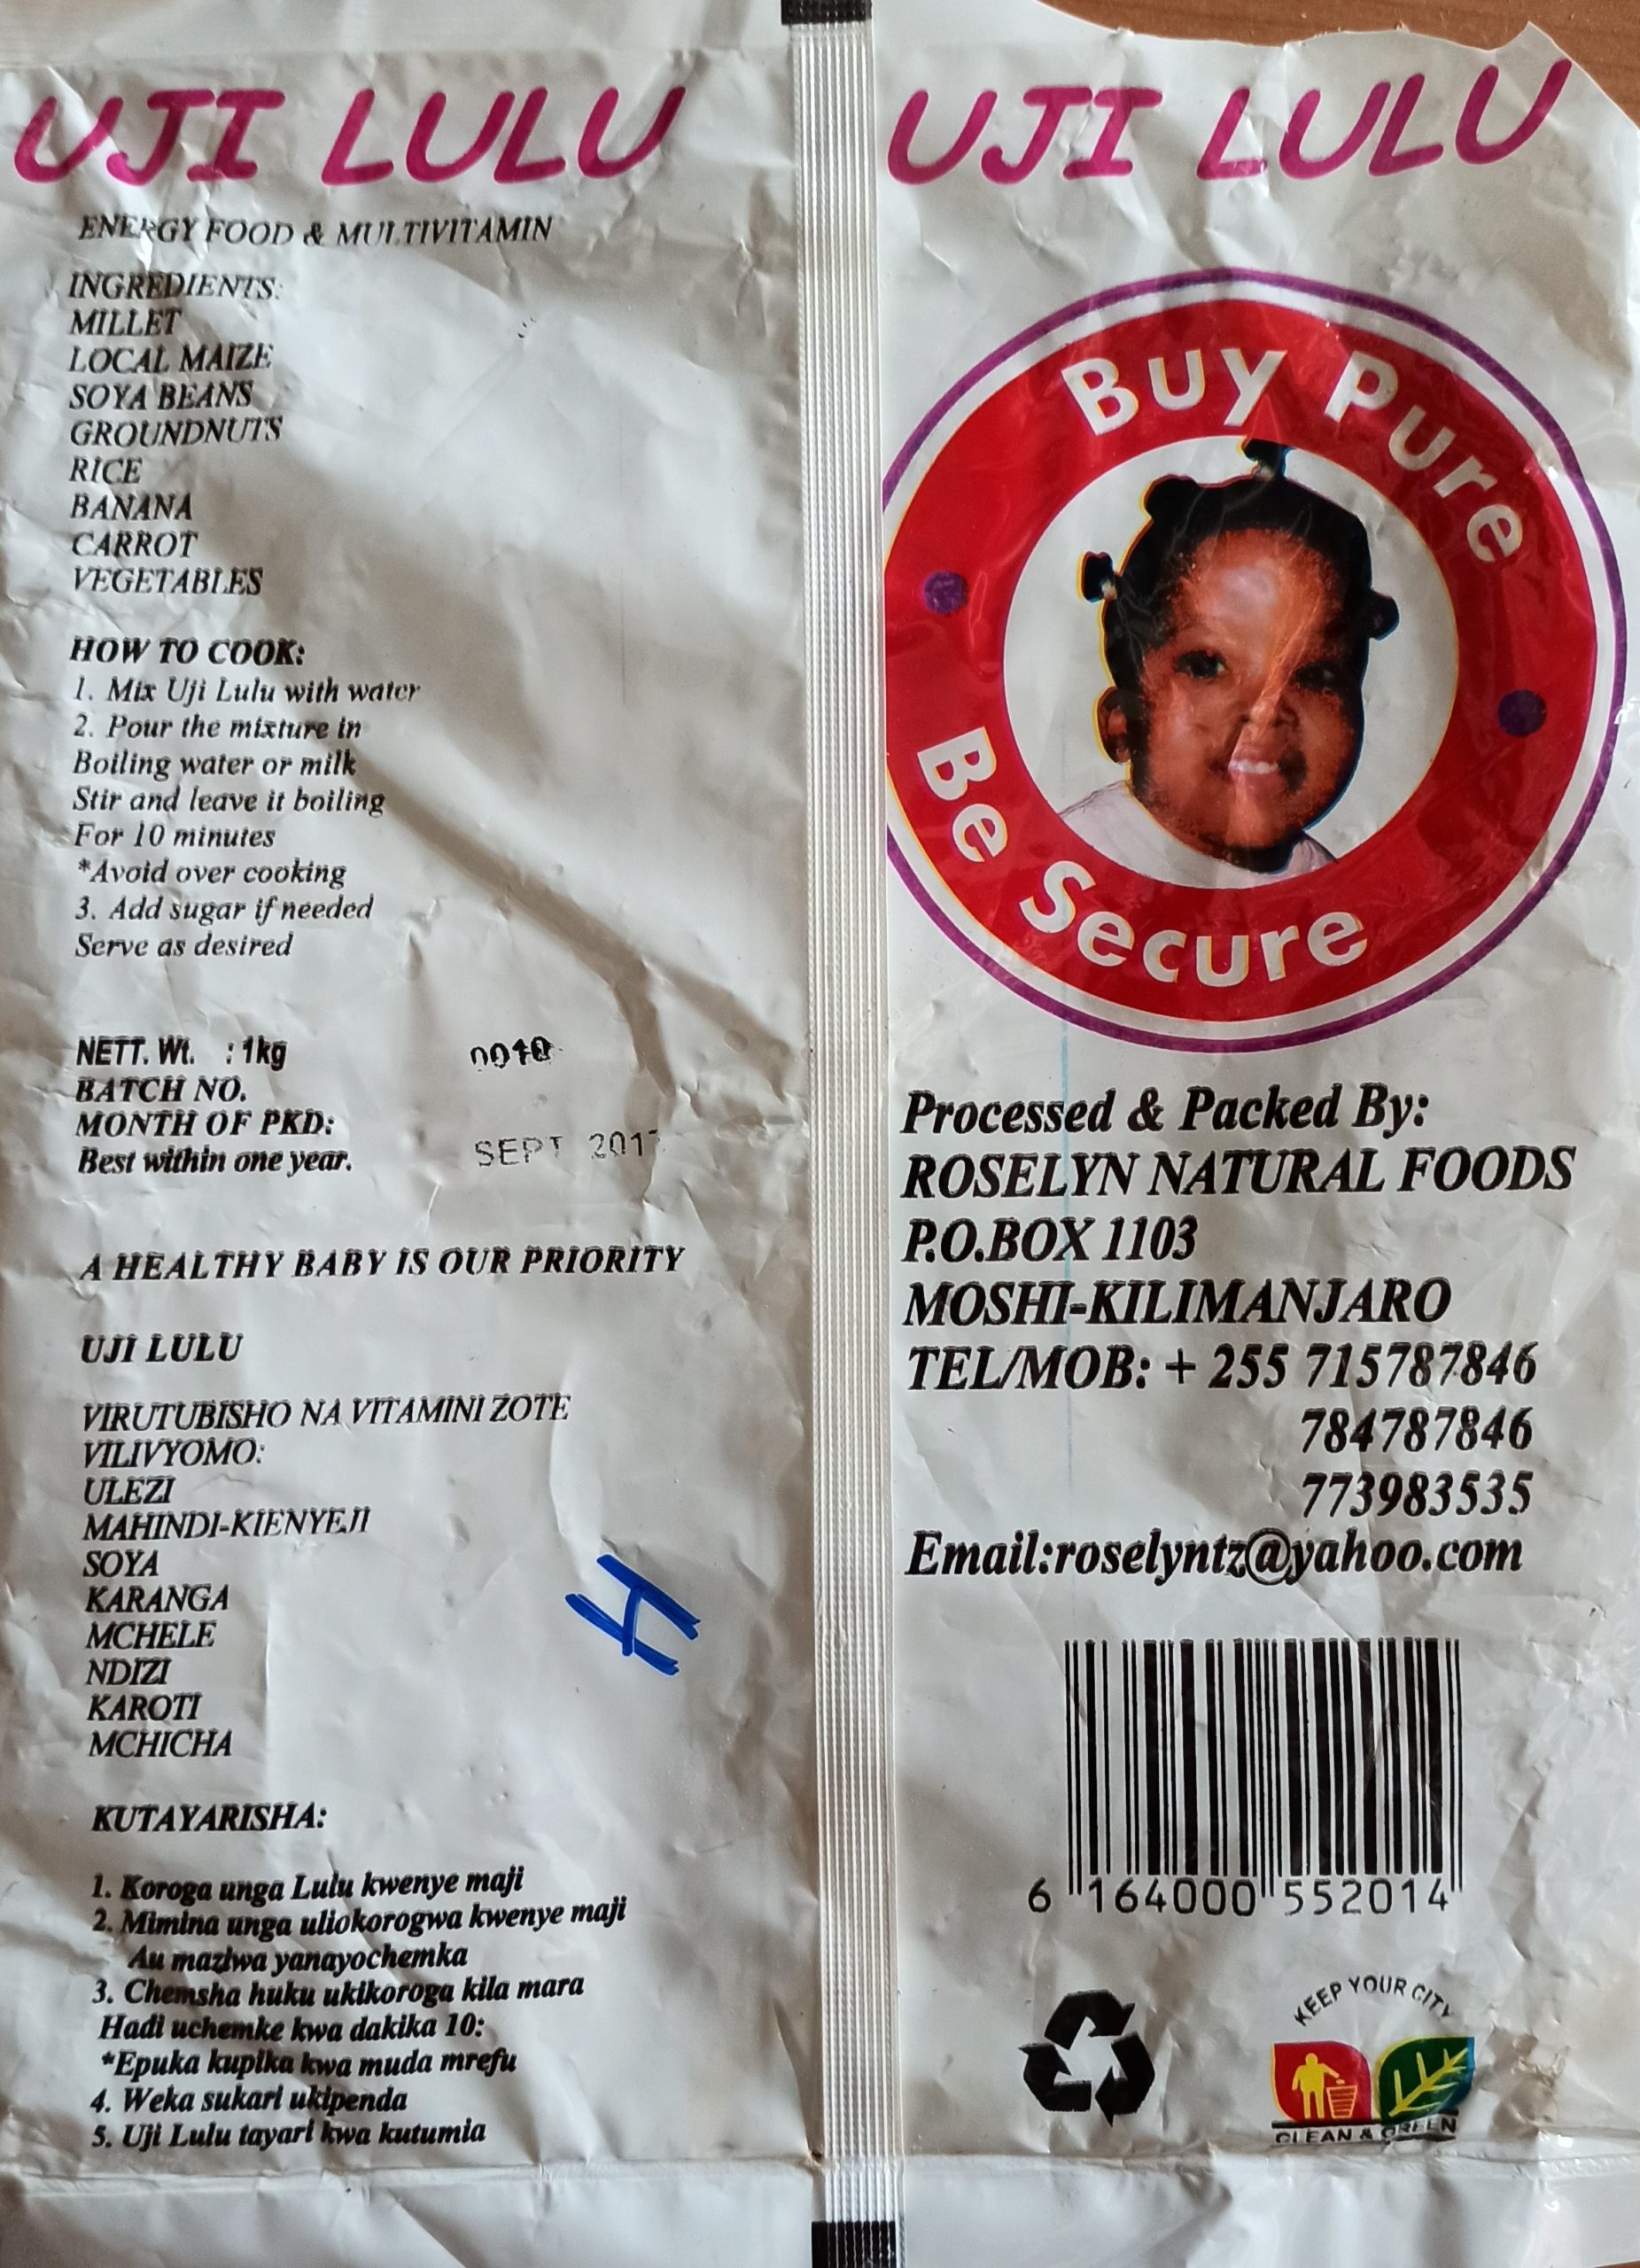 UJI LULU
ENERGY FOOD & MULTIVITAMIN
INGREDIENTS:
MILLET
LOCAL MAIZE
SOYA BEANS
GROUNDNUTS
RICE
BANANA
CARROT
VEGETABLES
HOW TO COOK:
1. Mix Uji Lulu with water
2. Pour the mixture in
Boiling water or milk
Stir and leave it boiling
For 10 minutes
*Avoid over cooking
3. Add sugar if needed
Serve as desired
NETT. Wt. : 1kg 0010
BATCH NO.
MONTH OF PKD: SEPT 2017
Best within one year.
A HEALTHY BABY IS OUR PRIORITY
UJI LULU
VIRUTUBISHO NA VITAMINI ZOTE
VILIVYOMO:
ULEZI
MAHINDI-KIENYEJI
SOYA
KARANGA
MCHELE
NDIZI
KAROTI
MCHICHA
H
KUTAYARISHA:
1. Koroga unga Lulu kwenye maji
2. Mimina unga uliokorogwa kwenye maji
Au maziwa yanayochemka
3. Chemsha huku ukikoroga kila mara
Hadi uchemke kwa dakika 10:
*Epuka kupika kwa muda mrefu
4. Weka sukari ukipenda
5. Uji Lulu tayari kwa kutumia
UJI LULU
Buy Pure
Be Secure
Processed & Packed By:
ROSELYN NATURAL FOODS
P.O.BOX 1103
MOSHI-KILIMANJARO
TEL/MOB: + 255 715787846
784787846
773983535
Email:roselyntz@yahoo.com
6 164000 552014
KEEP YOUR CITY
CLEAN & GREEN